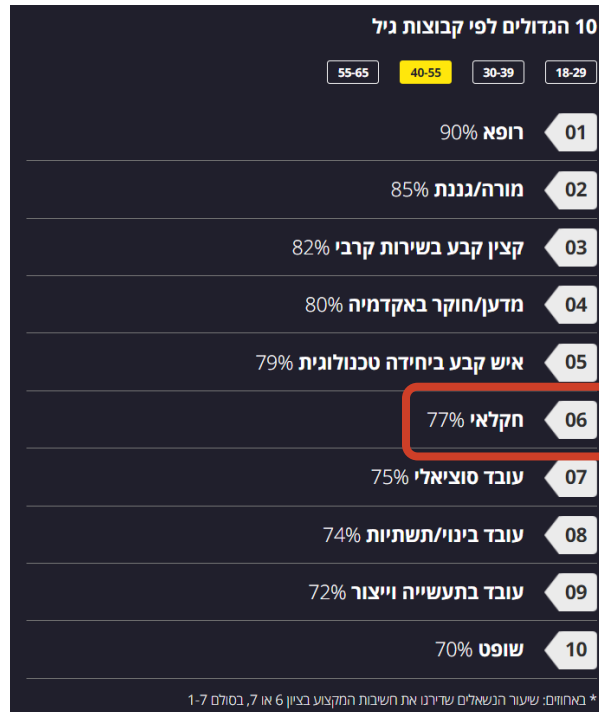 10 הגדולים לפי קבוצות גיל
18-29 30-39 40-55 55-65
01 רופא 90%
02 מורה/גננת 85%
03 קצין קבע בשירות קרבי 82%
04 מדען/חוקר באקדמיה 80%
05 איש קבע ביחידה טכנולוגית 79%
06 חקלאי 77%
07 עובד סוציאלי 75%
08 עובד בינוי/תשתיות 74%
09 עובד בתעשייה וייצור 72%
10 שופט 70%
* באחוזים: שיעור הנשאלים שדירגו את חשיבות המקצוע בציון 6 או 7, בסולם 1-7